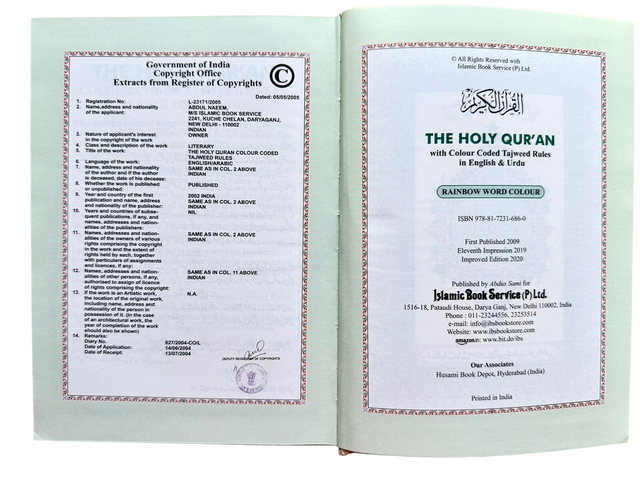 Government of India
Copyright Office
Extracts from Register of Copyrights
©
Dated: 05/05/2005
1. Registration No: L-23171/2005
2. Name,address and nationality ABDUL NAEEM,
of the applicant: M/S ISLAMIC BOOK SERVICE
2241, KUCHE CHELAN, DARYAGANJ,
NEW DELHI - 110002
INDIAN
3. Nature of applicant's interest OWNER
in the copyright of the work
4. Class and description of the work LITERARY
5. Title of the work: THE HOLY QURAN COLOUR CODED
TAJWEED RULES
6. Language of the work: ENGLISH/ARABIC
7. Name, address and nationality SAME AS IN COL. 2 ABOVE
of the author and if the author INDIAN
is deceased, date of his decease:
8. Whether the work is published PUBLISHED
or unpublished:
9. Year and country of the first 2002 INDIA
publication and name, address SAME AS IN COL. 2 ABOVE
and nationality of the publisher: INDIAN
10. Years and countries of subse- NIL
quent publications, if any, and
names, addresses and nation-
alities of the publishers:
11. Names, addresses and nation- SAME AS IN COL. 2 ABOVE
alities of the owners of various INDIAN
rights comprising the copyright
in the work and the extent of
rights held by each, together
with particulars of assignments
and licences, if any:
12. Names, addresses and nation- SAME AS IN COL. 11 ABOVE
alities of other persons, if any, INDIAN
authorised to assign of licence
of rights comprising the copyright:
13. If the work is an Artistic work, N.A.
the location of the original work,
including name, address and
nationality of the person in
possession of it. (in the case
of an architectural work, the
year of completion of the work
should also be shown)
14. Remarks:
Diary No. 827/2004-CO/L
Date of Application: 14/06/2004
Date of Receipt: 13/07/2004
DEPUTY REGISTRAR OF COPYRIGHTS
© All Rights Reserved with
Islamic Book Service (P) Ltd.
القرآن الكريم
THE HOLY QUR'AN
with Colour Coded Tajweed Rules
in English & Urdu
RAINBOW WORD COLOUR
ISBN 978-81-7231-686-0
First Published 2009
Eleventh Impression 2019
Improved Edition 2020
Published by Abdus Sami for
Islamic Book Service (P) Ltd.
1516-18, Pataudi House, Darya Ganj, New Delhi 110002, India
Phone : 011-23244556, 23253514
e-mail: info@ibsbookstore.com
Website: www.ibsbookstore.com
amazon.in: www.bit.do/ibs
Our Associates
Husami Book Depot, Hyderabad (India)
Printed in India